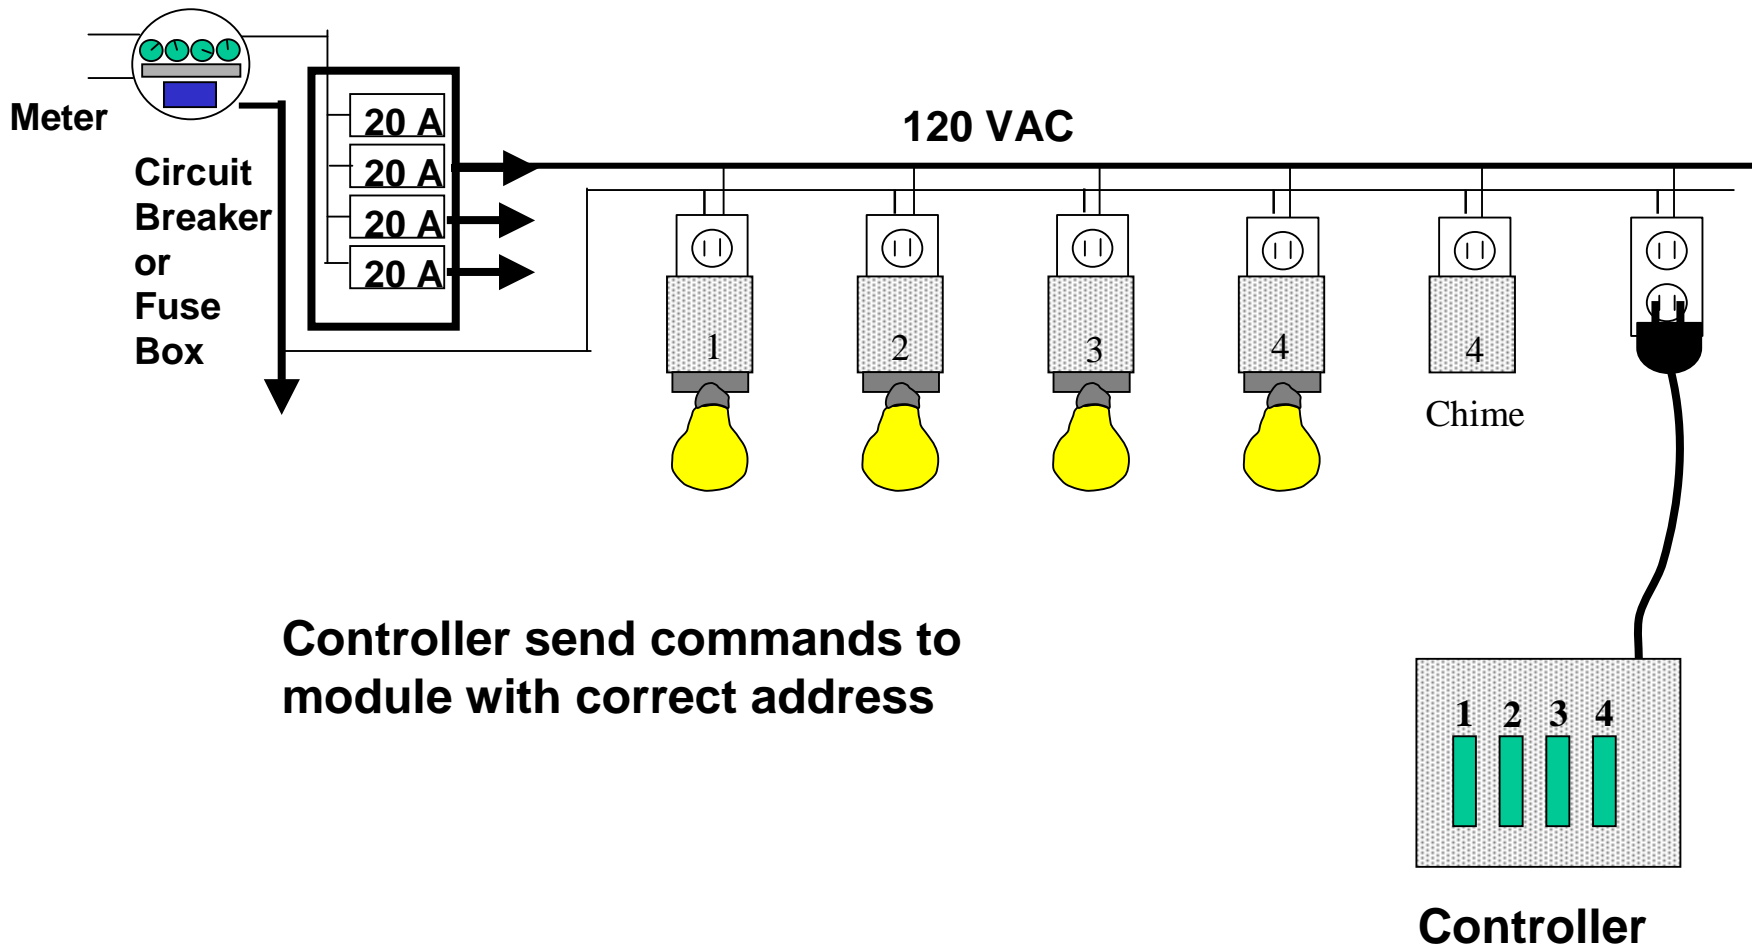 Meter
Circuit
Breaker
or
Fuse
Box
20 A
20 A
20 A
20 A
120 VAC
1
2
3
4
4
Chime
Controller send commands to
module with correct address
1 2 3 4
Controller